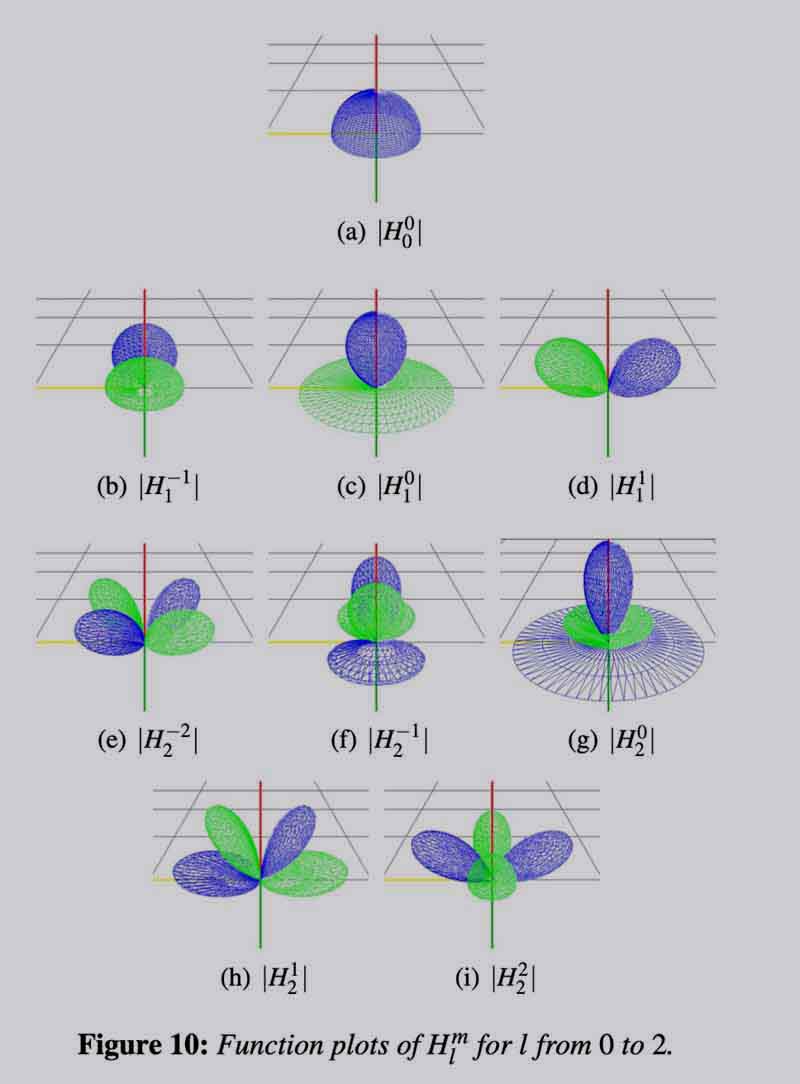 (a) |H_0^0|
(b) |H_1^{-1}| (c) |H_1^0| (d) |H_1^1|
(e) |H_2^{-2}| (f) |H_2^{-1}| (g) |H_2^0|
(h) |H_2^1| (i) |H_2^2|
Figure 10: Function plots of H_l^m for l from 0 to 2.